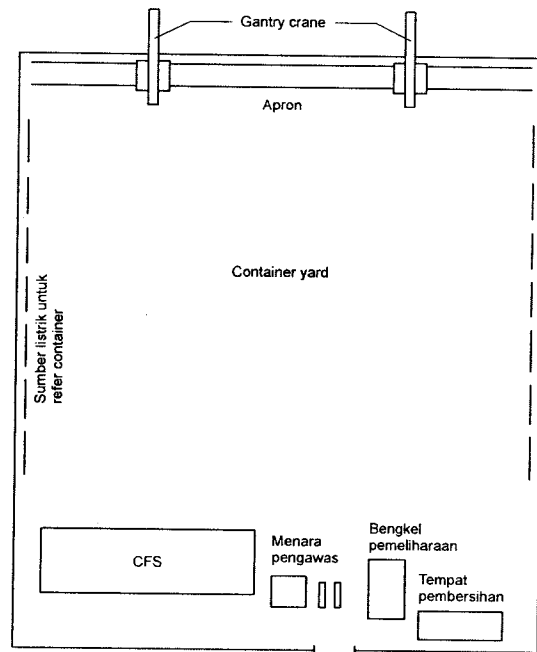 Gantry crane
Apron
Container yard
Sumber listrik untuk
refer container
CFS
Menara
pengawas
Bengkel
pemeliharaan
Tempat
pembersihan